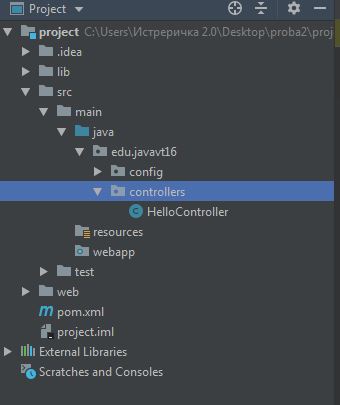 Project
project C:\Users\Истреричка 2.0\Desktop\proba2\proj
.idea
lib
src
main
java
edu.javavt16
config
controllers
HelloController
resources
webapp
test
web
pom.xml
project.iml
External Libraries
Scratches and Consoles